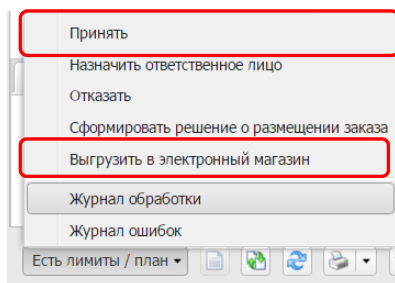 Принять
Назначить ответственное лицо
Отказать
Сформировать решение о размещении заказа
Выгрузить в электронный магазин
Журнал обработки
Журнал ошибок
Есть лимиты / план